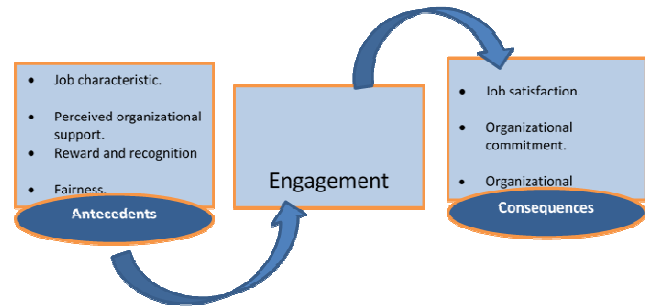 • Job characteristic.
• Perceived organizational
support.
• Reward and recognition
• Fairness.
Antecedents
Engagement
• Job satisfaction
• Organizational
commitment.
• Organizational
Consequences